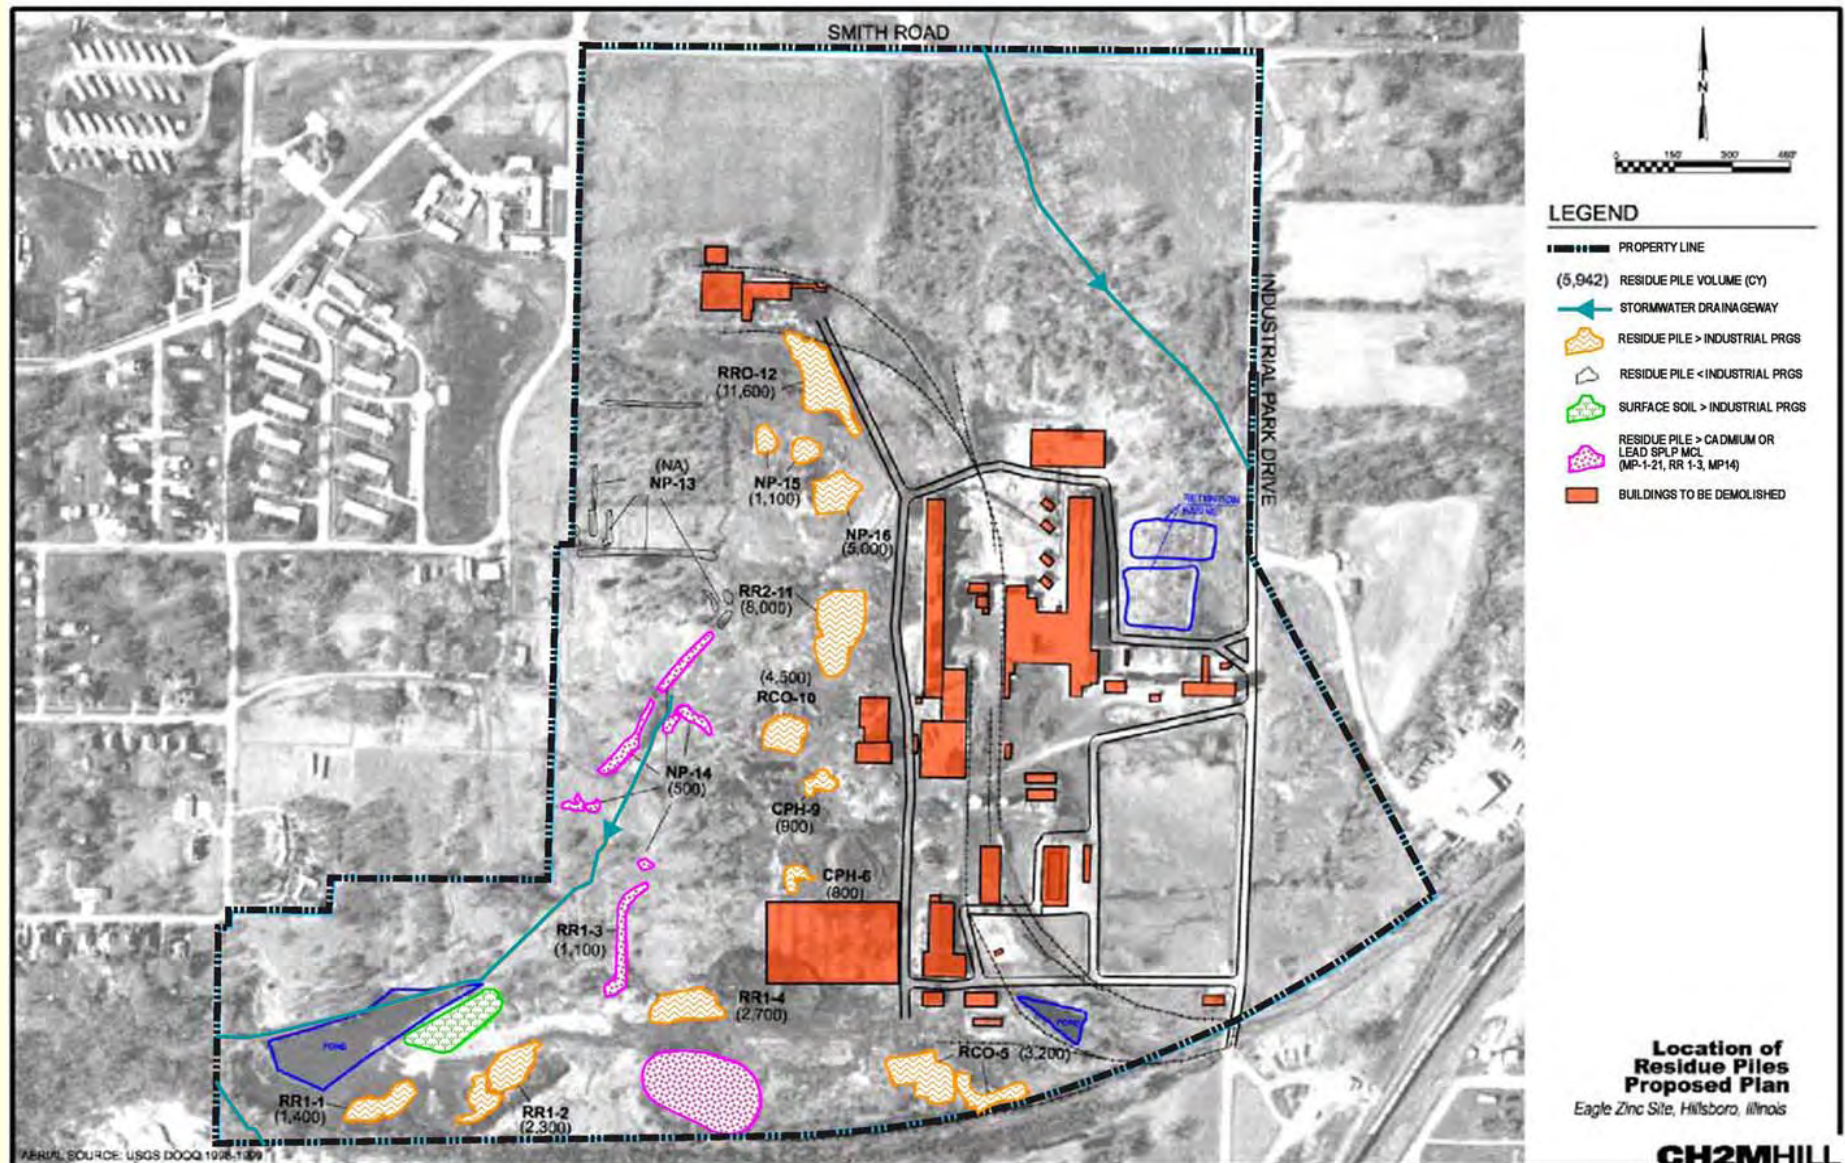 SMITH ROAD
INDUSTRIAL PARK DRIVE
RRO-12
(11,600)
(NA)
NP-13
NP-15
(1,100)
NP-16
(5,000)
RR2-11
(8,000)
(4,500)
RCO-10
NP-14
(500)
CPH-9
(900)
CPH-6
(800)
RR1-3
(1,100)
RR1-4
(2,700)
RCO-5 (3,200)
POND
POND
RR1-1
(1,400)
RR1-2
(2,300)
AERIAL SOURCE: USGS DOQQ 1998-1999
N
0 150' 300' 450'
LEGEND
PROPERTY LINE
(5,942) RESIDUE PILE VOLUME (CY)
STORMWATER DRAINAGEWAY
RESIDUE PILE > INDUSTRIAL PRGS
RESIDUE PILE < INDUSTRIAL PRGS
SURFACE SOIL > INDUSTRIAL PRGS
RESIDUE PILE > CADMIUM OR
LEAD SPLP MCL
(MP-1-21, RR 1-3, MP14)
BUILDINGS TO BE DEMOLISHED
Location of
Residue Piles
Proposed Plan
Eagle Zinc Site, Hillsboro, Illinois
CH2MHILL